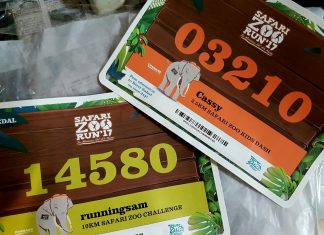 SAFARI
ZOO
RUN'17
03210
Cassy
2.5KM SAFARI ZOO KIDS DASH
SAFARI
ZOO
RUN'17
14580
runningsam
10KM SAFARI ZOO CHALLENGE